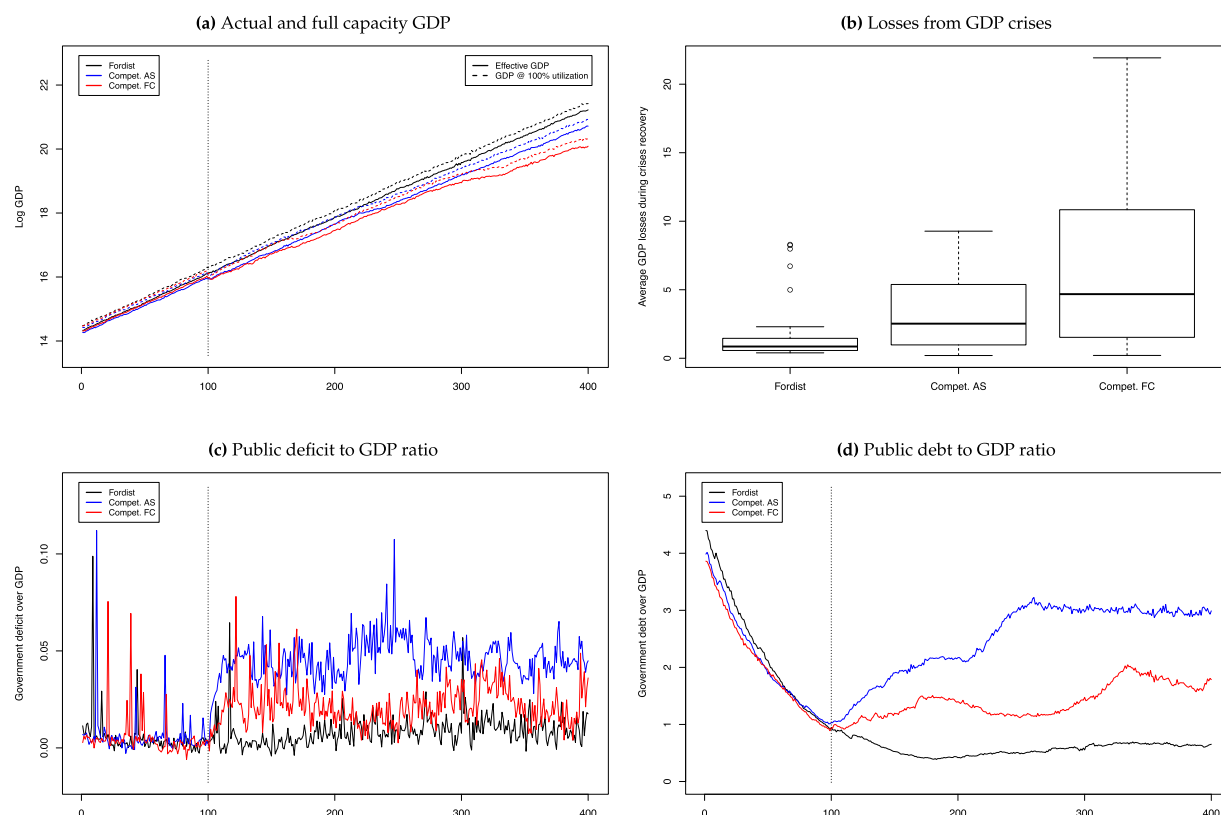 (a) Actual and full capacity GDP
Fordist
Compet. AS
Compet. FC
Effective GDP
GDP @ 100% utilization
Log GDP
22
20
18
16
14
0
100
200
300
400
(b) Losses from GDP crises
Average GDP losses during crises recovery
20
15
10
5
0
Fordist
Compet. AS
Compet. FC
(c) Public deficit to GDP ratio
Fordist
Compet. AS
Compet. FC
Government deficit over GDP
0.10
0.05
0.00
0
100
200
300
400
(d) Public debt to GDP ratio
Fordist
Compet. AS
Compet. FC
Government debt over GDP
5
4
3
2
1
0
0
100
200
300
400